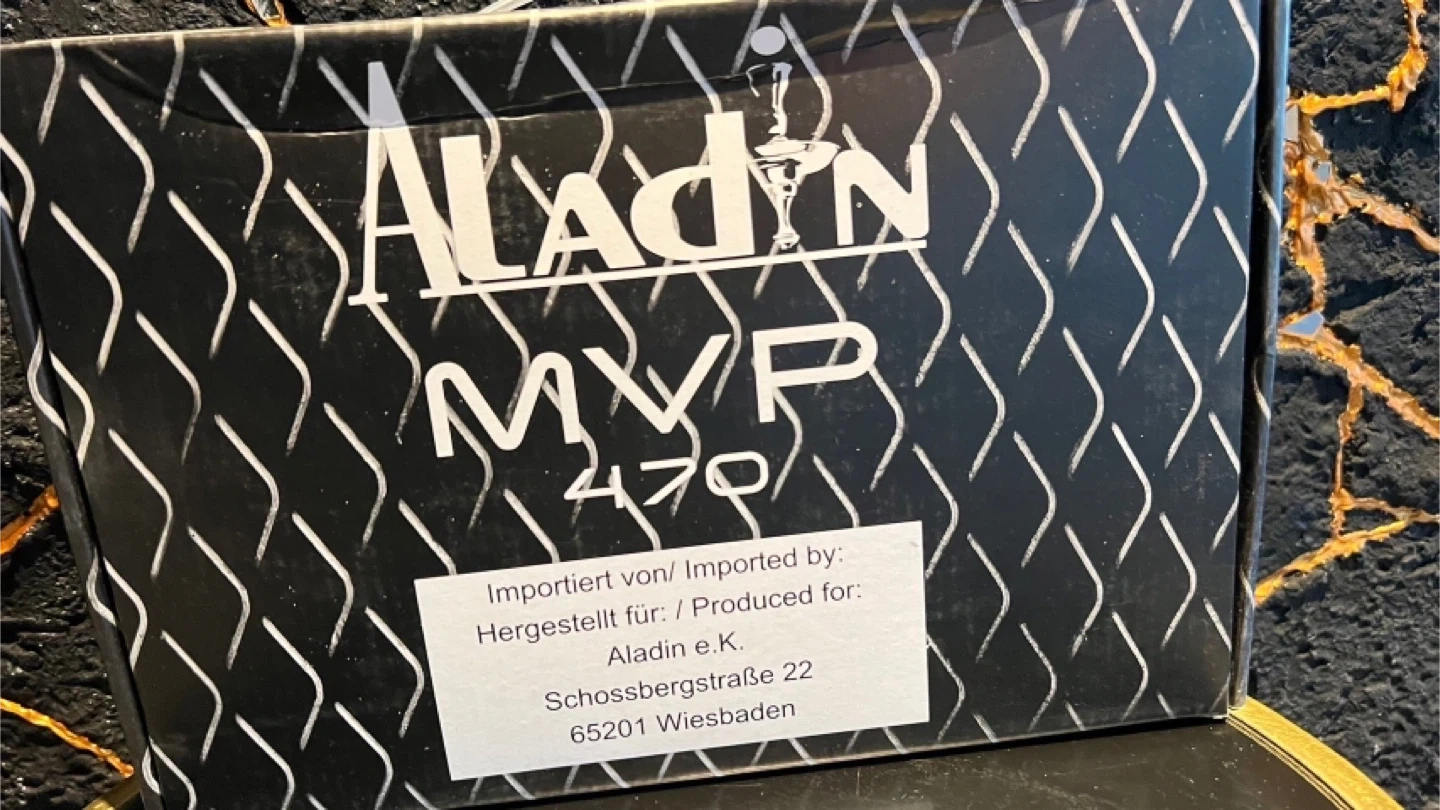 Aladin
MVP
470
Importiert von/ Imported by:
Hergestellt für: / Produced for:
Aladin e.K.
Schossbergstraße 22
65201 Wiesbaden